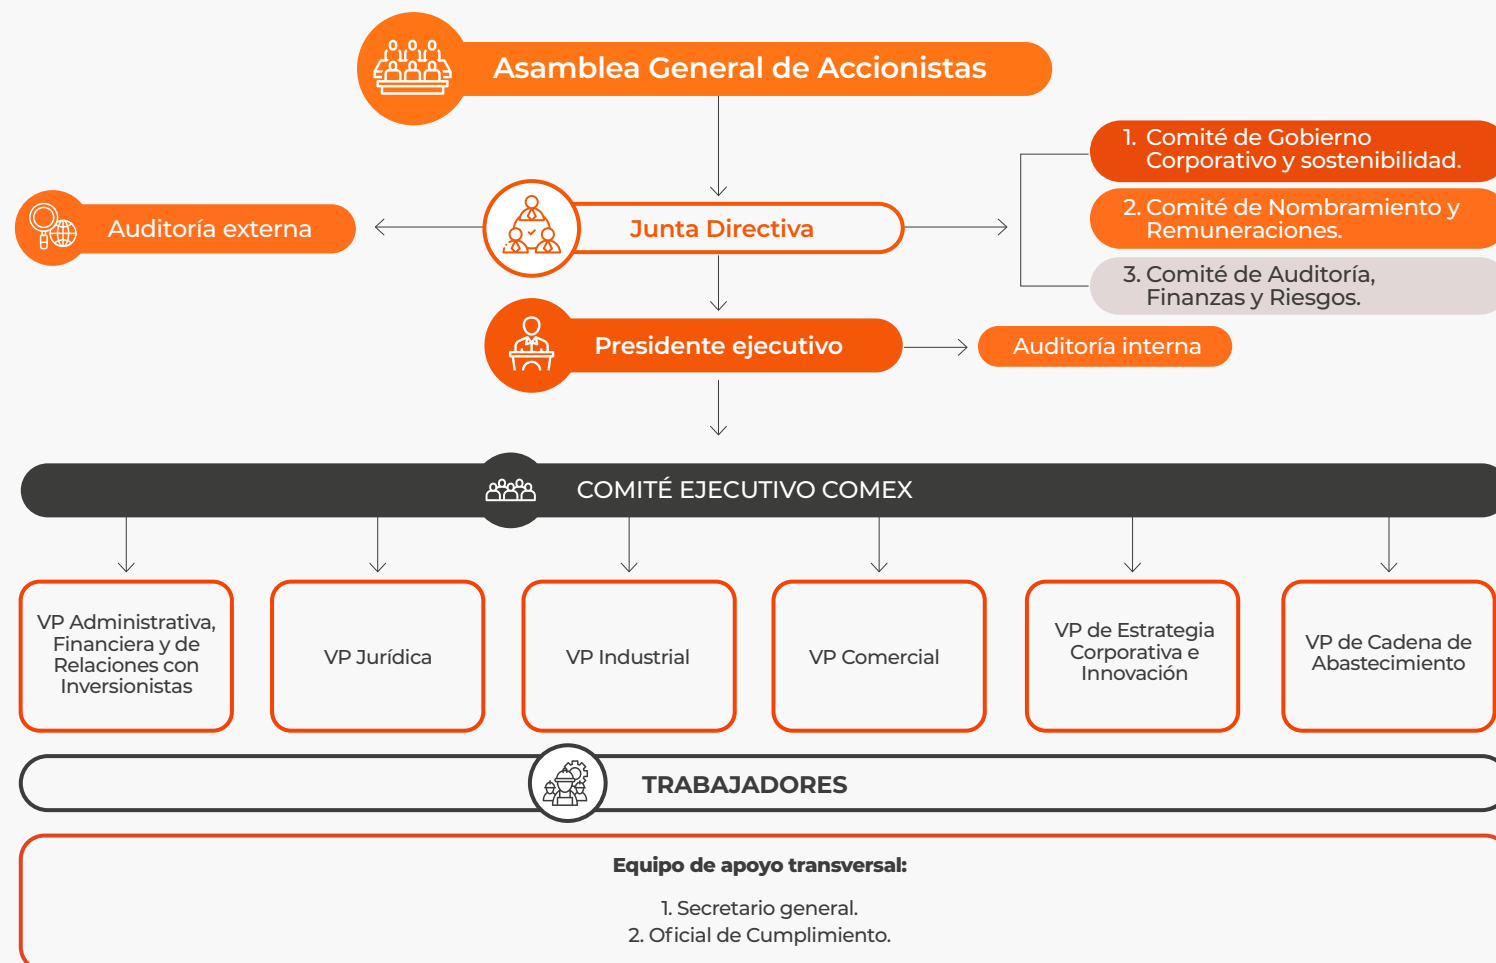 Asamblea General de Accionistas
1. Comité de Gobierno
Corporativo y sostenibilidad.
Auditoría externa
Junta Directiva
2. Comité de Nombramiento y
Remuneraciones.
3. Comité de Auditoría,
Finanzas y Riesgos.
Presidente ejecutivo
Auditoría interna
COMITÉ EJECUTIVO COMEX
VP Administrativa,
Financiera y de
Relaciones con
Inversionistas
VP Jurídica
VP Industrial
VP Comercial
VP de Estrategia
Corporativa e
Innovación
VP de Cadena de
Abastecimiento
TRABAJADORES
Equipo de apoyo transversal:
1. Secretario general.
2. Oficial de Cumplimiento.